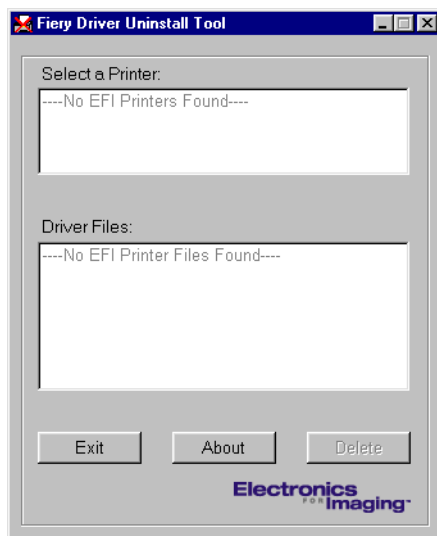 Fiery Driver Uninstall Tool
Select a Printer:
----No EFI Printers Found----
Driver Files:
----No EFI Printer Files Found----
Exit About Delete
Electronics
FOR Imaging™